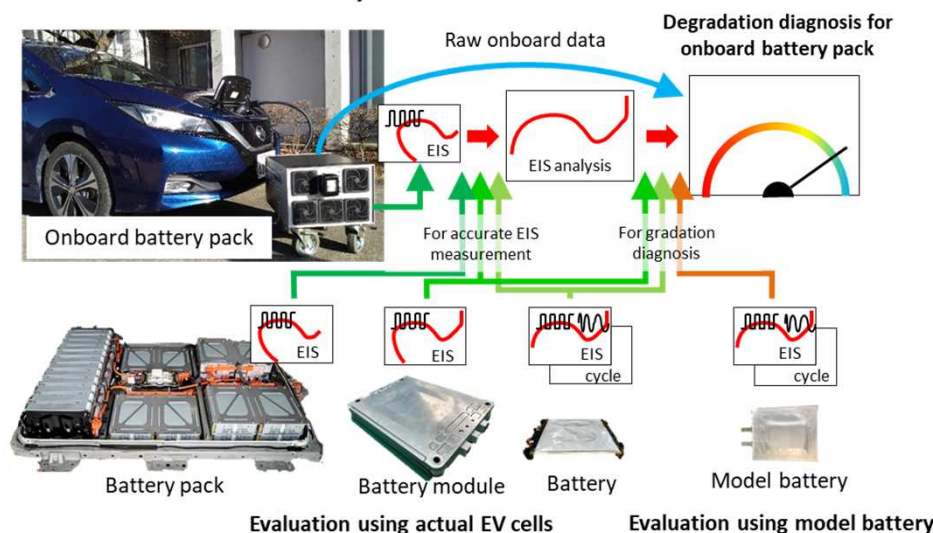 Degradation diagnosis for
onboard battery pack
Raw onboard data
EIS
EIS analysis
Onboard battery pack
For accurate EIS
measurement
For gradation
diagnosis
EIS
EIS
EIS
cycle
EIS
cycle
Battery pack
Battery module
Battery
Model battery
Evaluation using actual EV cells
Evaluation using model battery